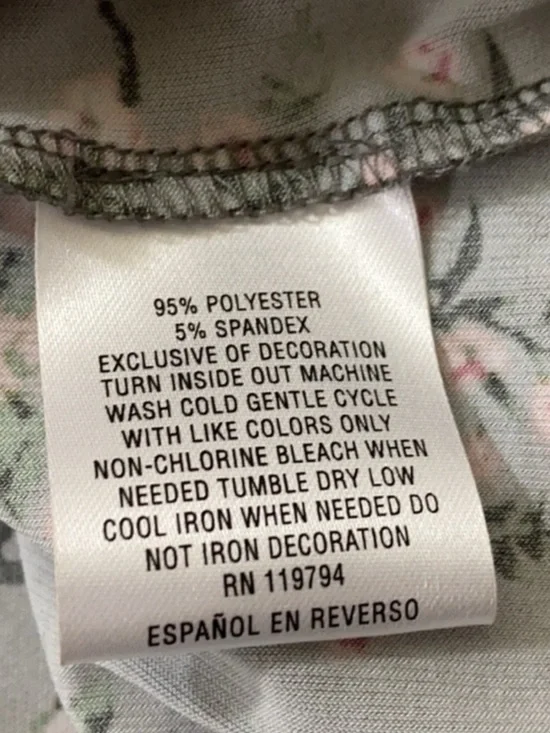 95% POLYESTER
5% SPANDEX
EXCLUSIVE OF DECORATION
TURN INSIDE OUT MACHINE
WASH COLD GENTLE CYCLE
WITH LIKE COLORS ONLY
NON-CHLORINE BLEACH WHEN
NEEDED TUMBLE DRY LOW
COOL IRON WHEN NEEDED DO
NOT IRON DECORATION
RN 119794
ESPAÑOL EN REVERSO